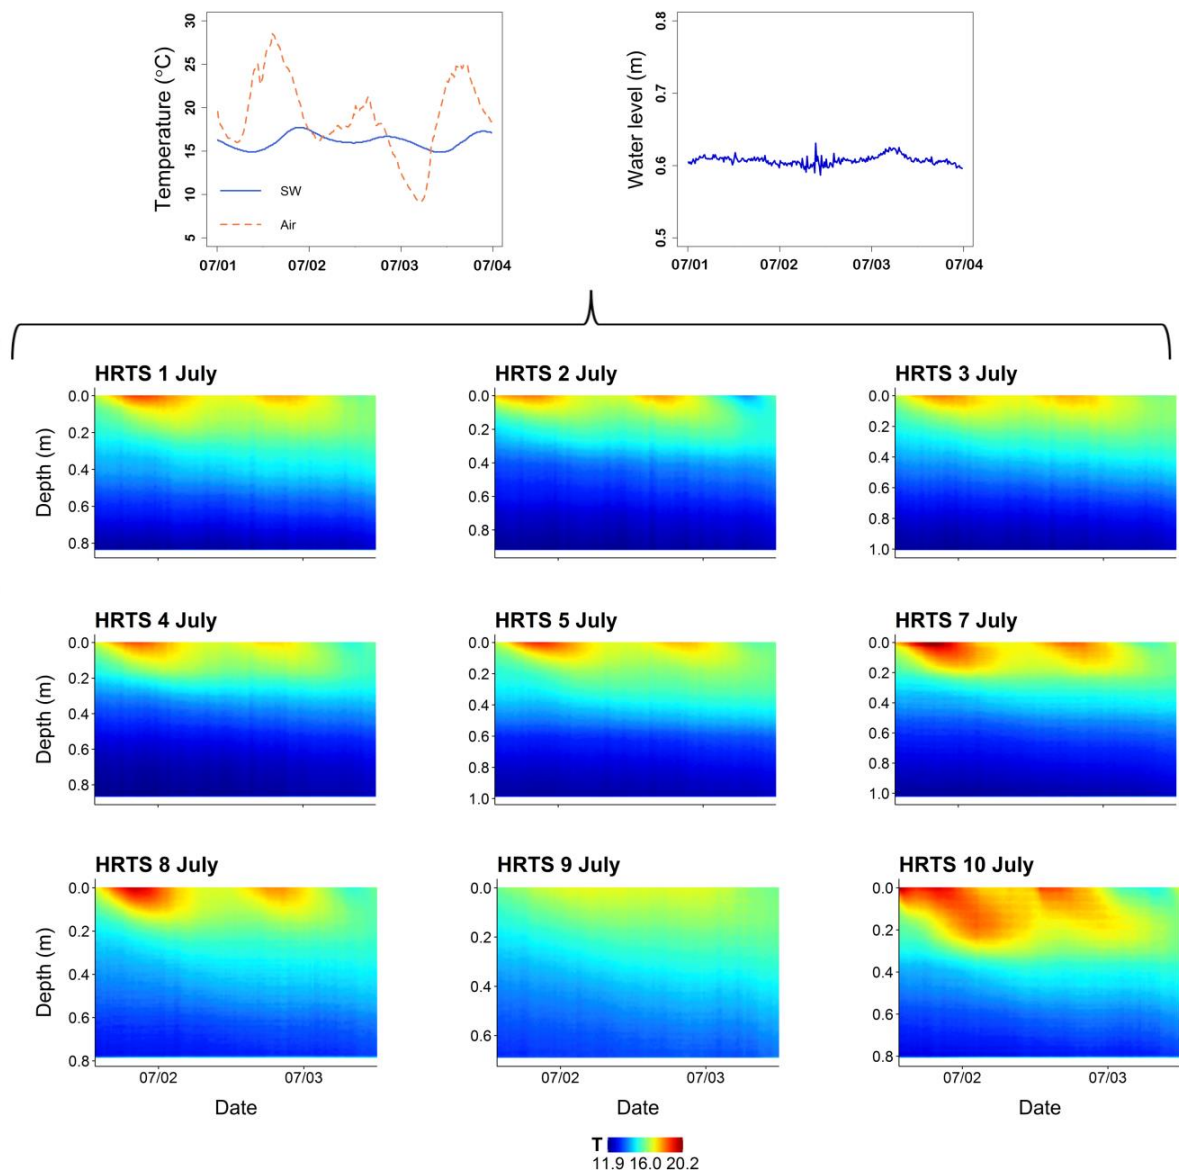 Temperature (°C)
30
25
20
15
10
5
SW
Air
07/01 07/02 07/03 07/04
Water level (m)
0.8
0.7
0.6
0.5
07/01 07/02 07/03 07/04
HRTS 1 July
Depth (m)
0.0
0.2
0.4
0.6
0.8
HRTS 2 July
0.0
0.2
0.4
0.6
0.8
HRTS 3 July
0.0
0.2
0.4
0.6
0.8
1.0
HRTS 4 July
Depth (m)
0.0
0.2
0.4
0.6
0.8
HRTS 5 July
0.0
0.2
0.4
0.6
0.8
1.0
HRTS 7 July
0.0
0.2
0.4
0.6
0.8
1.0
HRTS 8 July
Depth (m)
0.0
0.2
0.4
0.6
0.8
07/02 07/03
Date
HRTS 9 July
0.0
0.2
0.4
0.6
07/02 07/03
Date
HRTS 10 July
0.0
0.2
0.4
0.6
0.8
07/02 07/03
Date
T
11.9 16.0 20.2